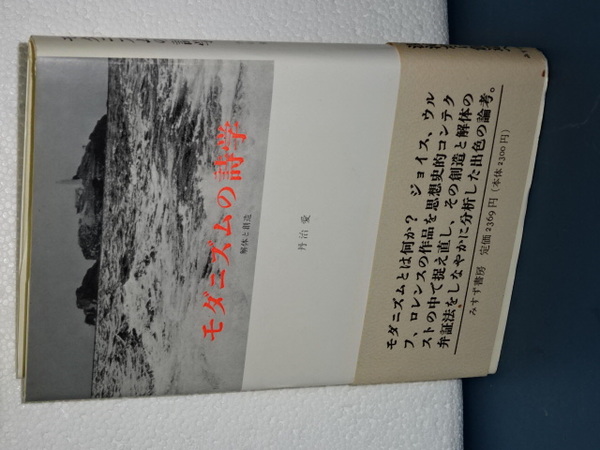 モダニズムの詩学
解体と創造
丹治愛
モダニズムとは何か? ジョイス、ウル
フ、ロレンスの作品を思想史的コンテク
ストの中で捉え直し、その創造と解体の
弁証法をしなやかに分析した出色の論考。
みすず書房 定価 2369円(本体 2300円)